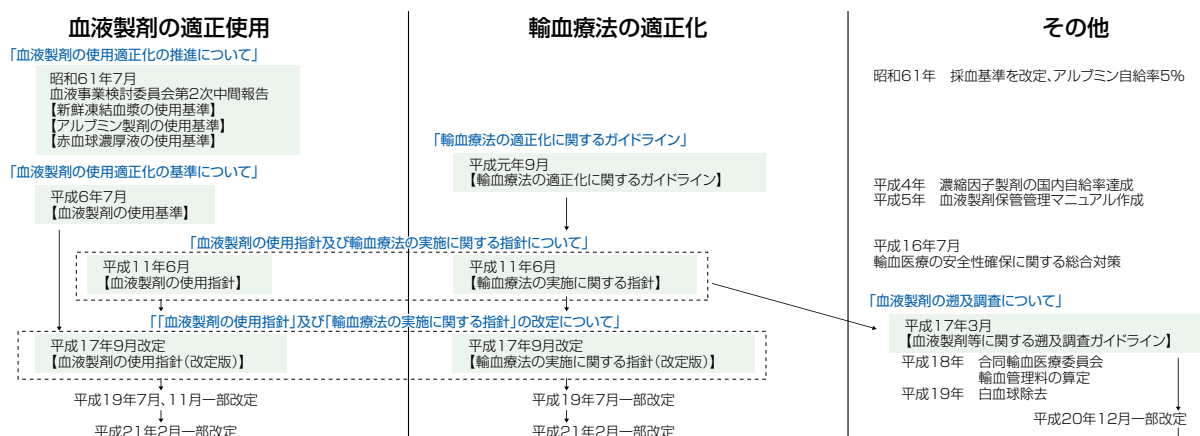 血液製剤の適正使用
「血液製剤の使用適正化の推進について」
昭和61年7月
血液事業検討委員会第2次中間報告
【新鮮凍結血漿の使用基準】
【アルブミン製剤の使用基準】
【赤血球濃厚液の使用基準】
「血液製剤の使用適正化の基準について」
平成6年7月
【血液製剤の使用基準】
輸血療法の適正化
「輸血療法の適正化に関するガイドライン」
平成元年9月
【輸血療法の適正化に関するガイドライン】
「血液製剤の使用指針及び輸血療法の実施に関する指針について」
平成11年6月
【血液製剤の使用指針】
平成11年6月
【輸血療法の実施に関する指針】
「「血液製剤の使用指針」及び「輸血療法の実施に関する指針」の改定について」
平成17年9月改定
【血液製剤の使用指針（改定版）】
平成17年9月改定
【輸血療法の実施に関する指針（改定版）】
平成19年7月、11月一部改定
平成19年7月一部改定
平成21年2月一部改定
平成21年2月一部改定
その他
昭和61年　採血基準を改定、アルブミン自給率5%
平成4年　濃縮因子製剤の国内自給率達成
平成5年　血液製剤保管管理マニュアル作成
平成16年7月
輸血医療の安全性確保に関する総合対策
「血液製剤の遡及調査について」
平成17年3月
【血液製剤等に関する遡及調査ガイドライン】
平成18年　合同輸血医療委員会
輸血管理料の算定
平成19年　白血球除去
平成20年12月一部改定